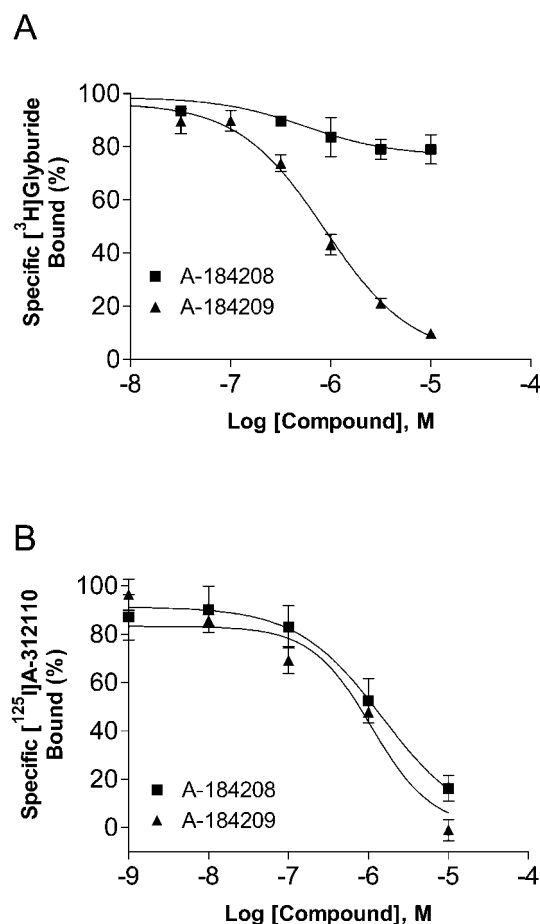 A
Specific [³H]Glyburide
Bound (%)
100
80
60
40
20
0
A-184208
A-184209
-8 -7 -6 -5 -4
Log [Compound], M
B
Specific [¹²⁵I]A-312110
Bound (%)
100
80
60
40
20
0
A-184208
A-184209
-9 -8 -7 -6 -5 -4
Log [Compound], M